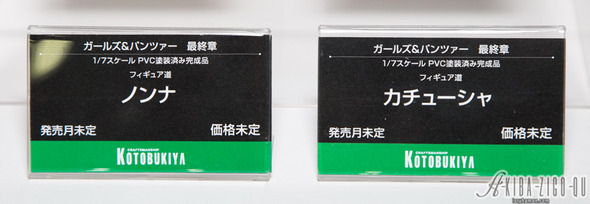 ガールズ&パンツァー 最終章
1/7スケール PVC塗装済み完成品
フィギュア道
ノンナ
発売月未定 価格未定
CRAFTSMANSHIP
KOTOBUKIYA
ガールズ&パンツァー 最終章
1/7スケール PVC塗装済み完成品
フィギュア道
カチューシャ
発売月未定 価格未定
CRAFTSMANSHIP
KOTOBUKIYA
AKIBA-ZIGO-QU